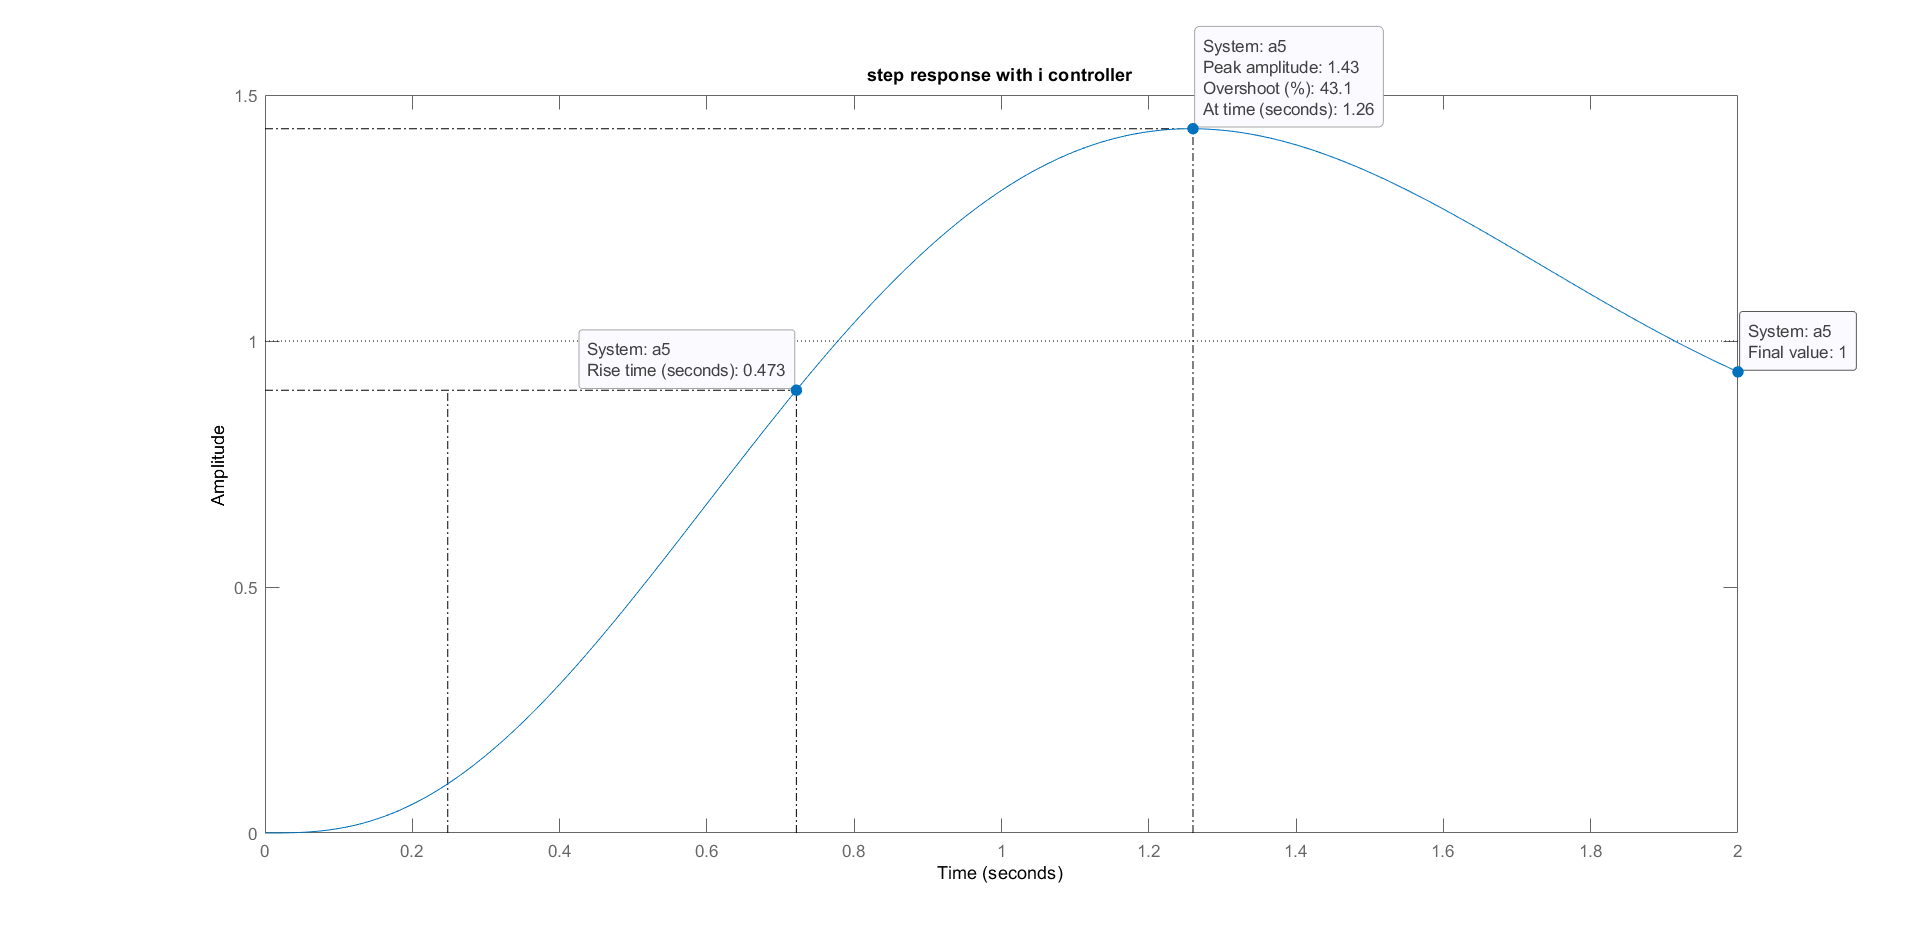 step response with i controller
System: a5
Peak amplitude: 1.43
Overshoot (%): 43.1
At time (seconds): 1.26
System: a5
Rise time (seconds): 0.473
System: a5
Final value: 1
Amplitude
1.5
1
0.5
0
0 0.2 0.4 0.6 0.8 1 1.2 1.4 1.6 1.8 2
Time (seconds)